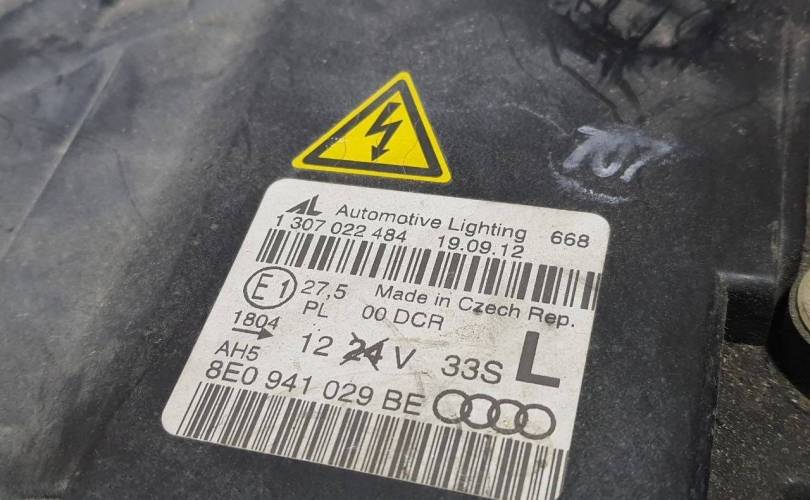 AL Automotive Lighting 668
1 307 022 484 19.09.12
E1 27,5 Made in Czech Rep.
PL 00 DCR
1804
12 24 V 33S L
AH5
8E0 941 029 BE